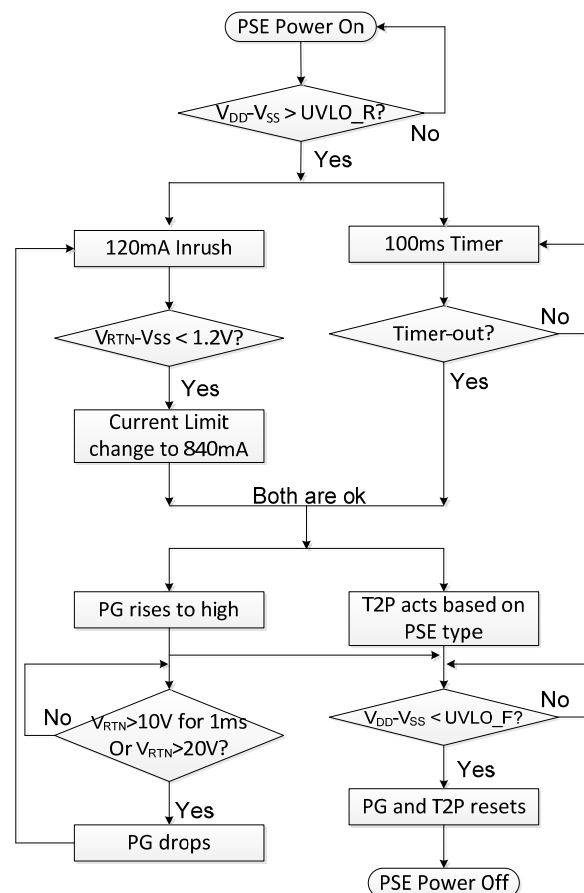 PSE Power On
VDD-VSS > UVLO_R?
No
Yes
120mA Inrush
100ms Timer
VRTN-VSS < 1.2V?
Timer-out?
No
Yes
Yes
Current Limit
change to 840mA
Both are ok
PG rises to high
T2P acts based on
PSE type
No
VRTN>10V for 1ms
Or VRTN>20V?
VDD-VSS < UVLO_F?
No
Yes
Yes
PG drops
PG and T2P resets
PSE Power Off